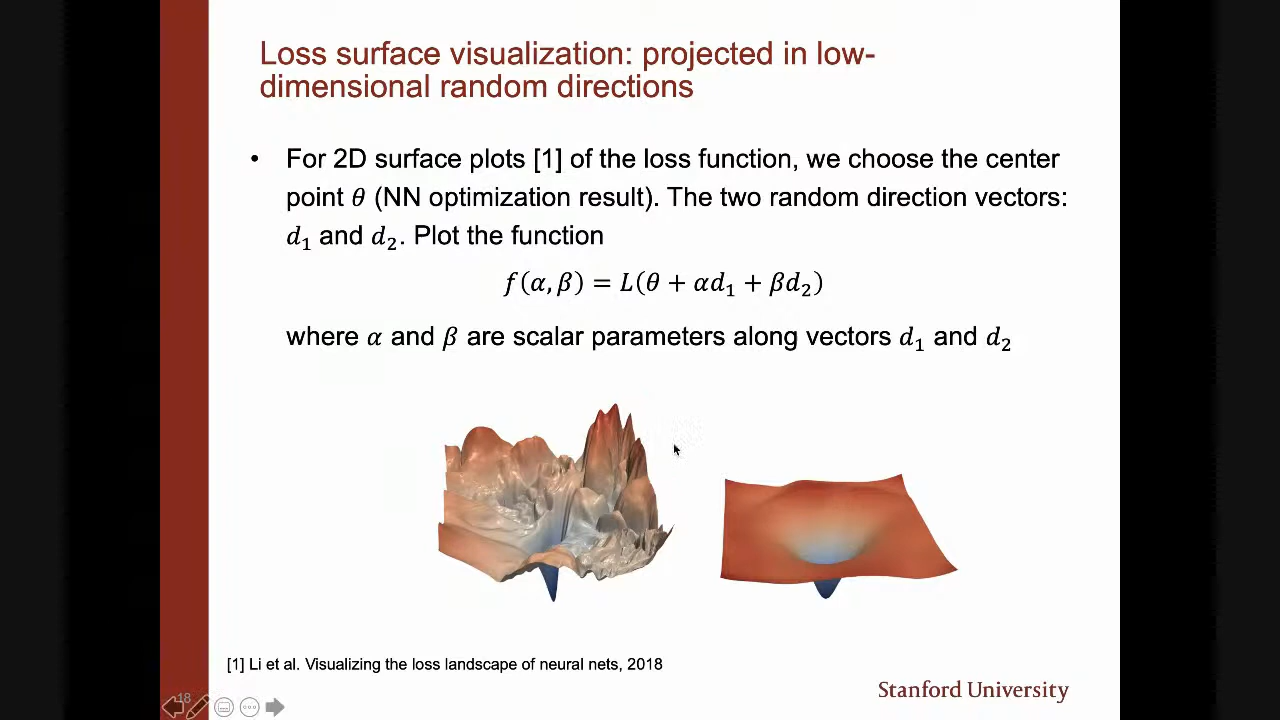 Loss surface visualization: projected in low-
dimensional random directions
• For 2D surface plots [1] of the loss function, we choose the center
point θ (NN optimization result). The two random direction vectors:
d₁ and d₂. Plot the function
f(α, β) = L(θ + αd₁ + βd₂)
where α and β are scalar parameters along vectors d₁ and d₂
[1] Li et al. Visualizing the loss landscape of neural nets, 2018
Stanford University
18